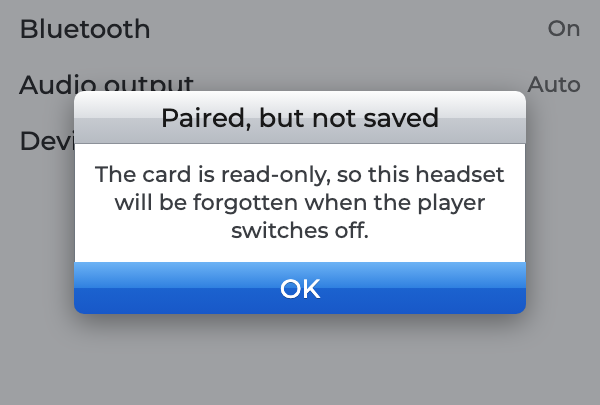 Bluetooth
On
Audio output
Auto
Devi
Paired, but not saved
The card is read-only, so this headset
will be forgotten when the player
switches off.
OK